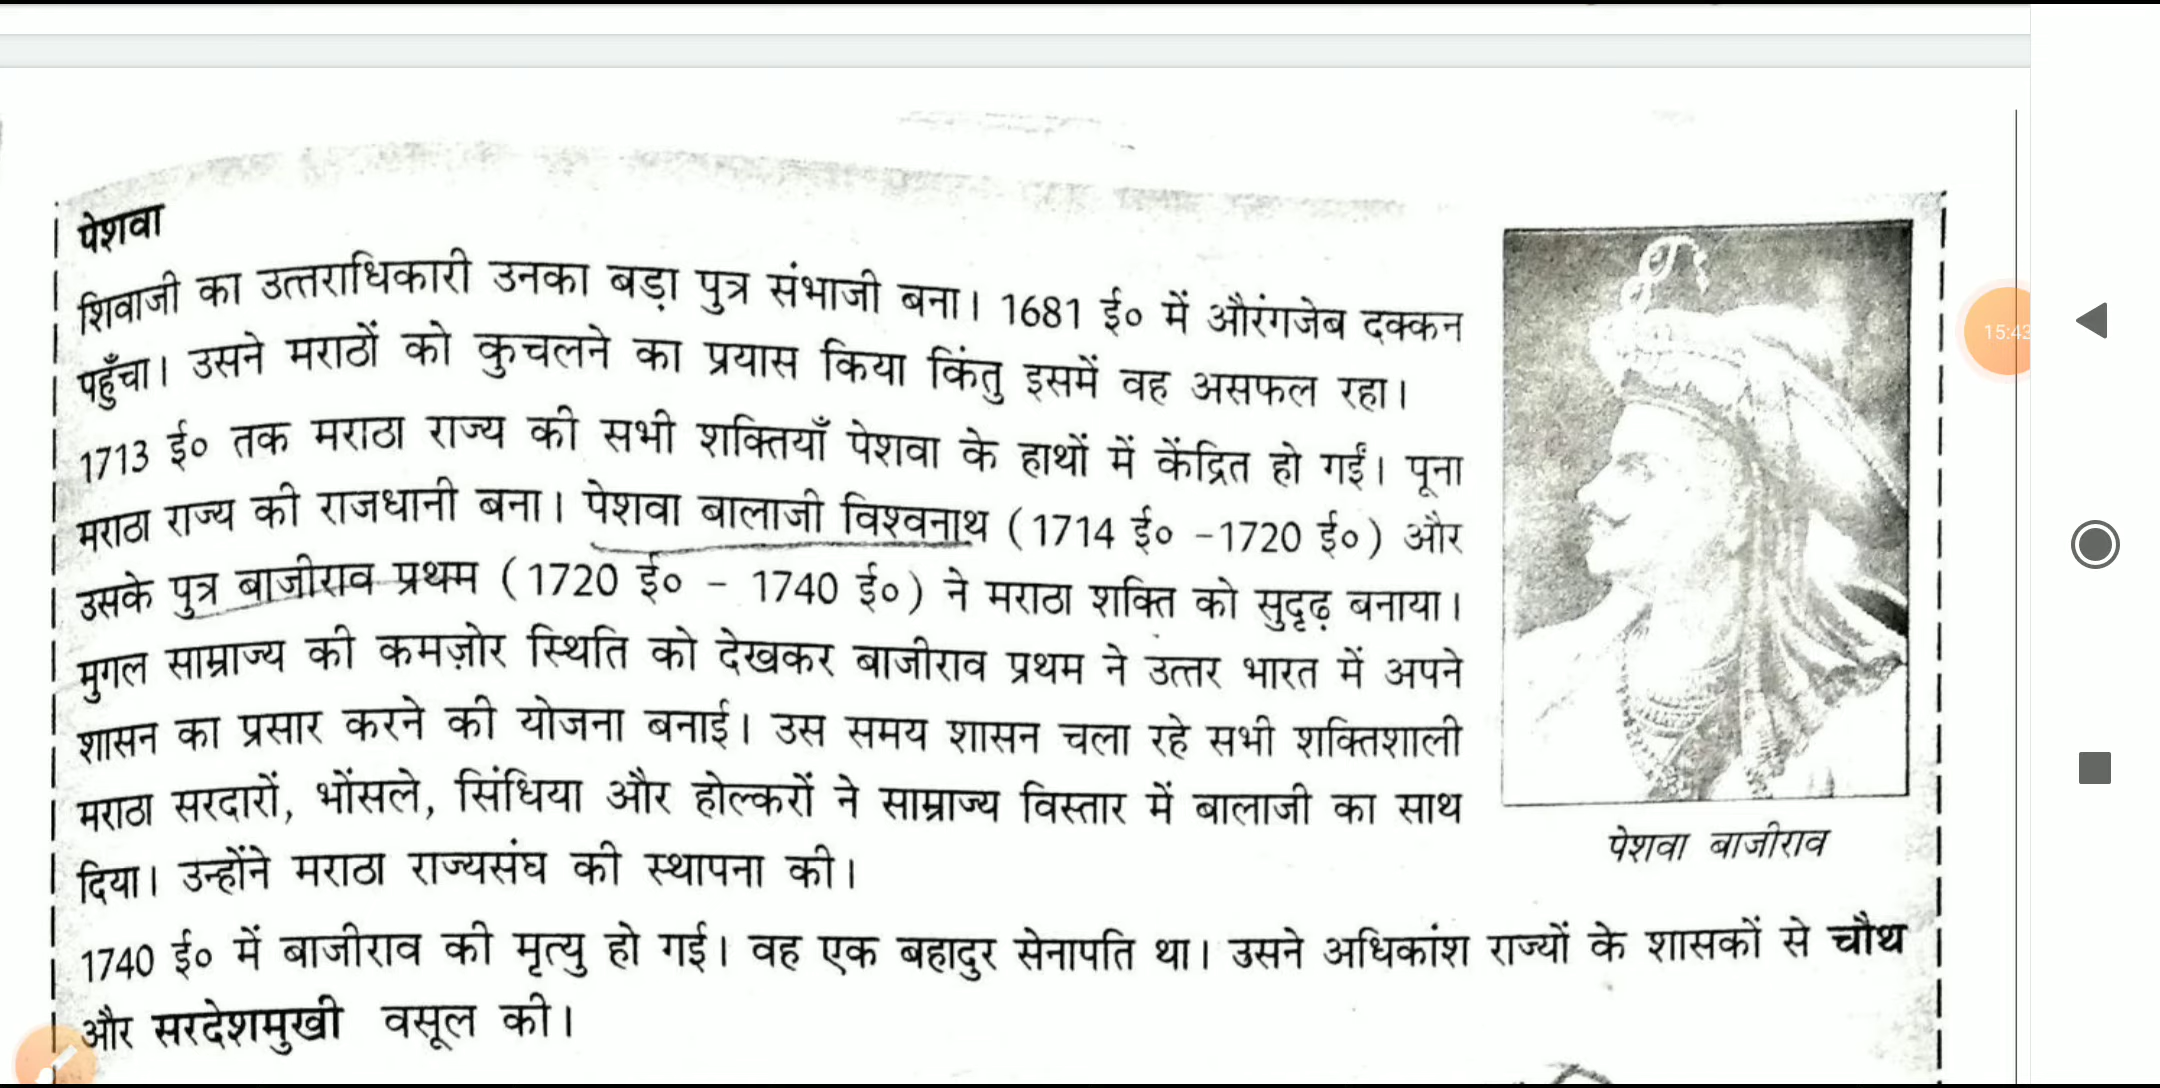 पेशवा
शिवाजी का उत्तराधिकारी उनका बड़ा पुत्र संभाजी बना। 1681 ई० में औरंगजेब दक्कन
पहुँचा। उसने मराठों को कुचलने का प्रयास किया किंतु इसमें वह असफल रहा।
1713 ई० तक मराठा राज्य की सभी शक्तियाँ पेशवा के हाथों में केंद्रित हो गईं। पूना
मराठा राज्य की राजधानी बना। पेशवा बालाजी विश्वनाथ (1714 ई० -1720 ई०) और
उसके पुत्र बाजीराव प्रथम (1720 ई० - 1740 ई०) ने मराठा शक्ति को सुदृढ़ बनाया।
मुगल साम्राज्य की कमज़ोर स्थिति को देखकर बाजीराव प्रथम ने उत्तर भारत में अपने
शासन का प्रसार करने की योजना बनाई। उस समय शासन चला रहे सभी शक्तिशाली
मराठा सरदारों, भोंसले, सिंधिया और होल्करों ने साम्राज्य विस्तार में बालाजी का साथ
दिया। उन्होंने मराठा राज्यसंघ की स्थापना की।
पेशवा बाजीराव
1740 ई० में बाजीराव की मृत्यु हो गई। वह एक बहादुर सेनापति था। उसने अधिकांश राज्यों के शासकों से चौथ
और सरदेशमुखी वसूल की।
15:43